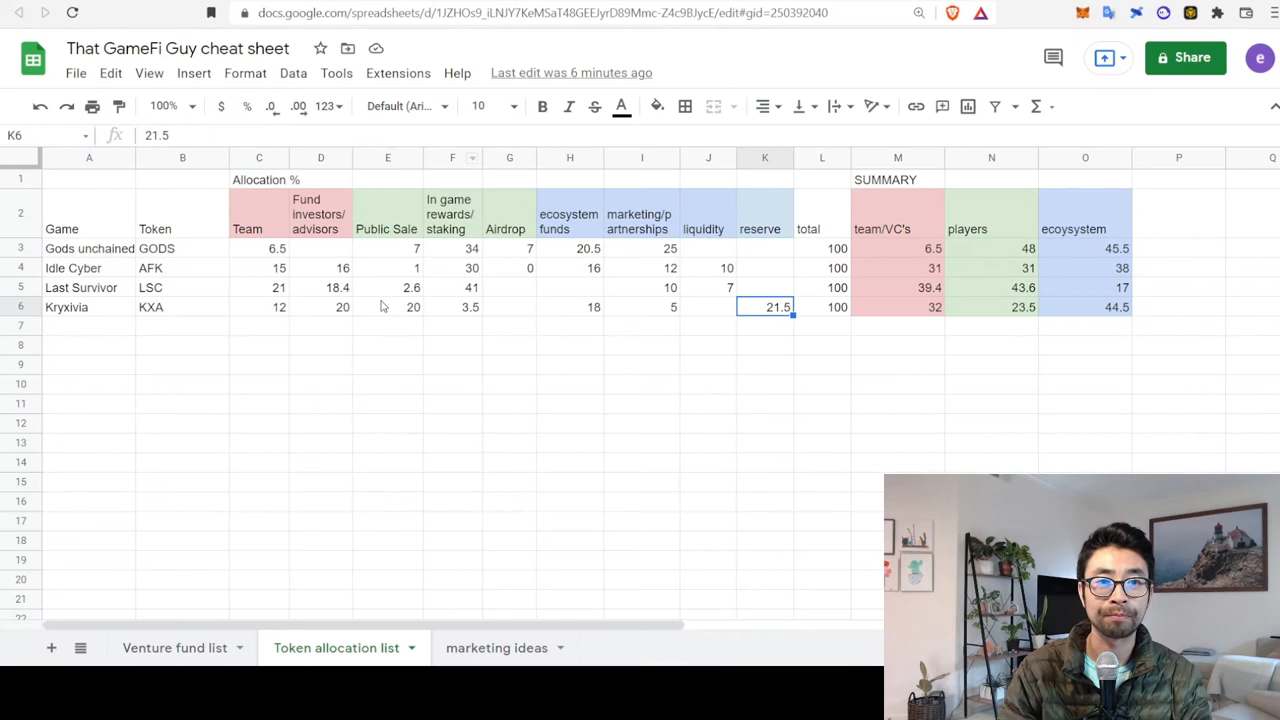 docs.google.com/spreadsheets/d/1JZHOs9_iLNJY7KeMSaT48GEEJyrD89Mmc-Z4c9BJycE/edit#gid=250392040
That GameFi Guy cheat sheet
File Edit View Insert Format Data Tools Extensions Help Last edit was 6 minutes ago
Share
e
100% $ % .0 .00 123 Default (Ari... 10 B I S A
K6 fx 21.5
A B C D E F G H I J K L M N O P Q
1 Allocation % SUMMARY
2 Game Token Team Fund investors/ advisors Public Sale In game rewards/ staking Airdrop ecosystem funds marketing/p artnerships liquidity reserve total team/VC's players ecoysystem
3 Gods unchained GODS 6.5 7 34 7 20.5 25 100 6.5 48 45.5
4 Idle Cyber AFK 15 16 1 30 0 16 12 10 100 31 31 38
5 Last Survivor LSC 21 18.4 2.6 41 10 7 100 39.4 43.6 17
6 Kryxivia KXA 12 20 20 3.5 18 5 21.5 100 32 23.5 44.5
7
8
9
10
11
12
13
14
15
16
17
18
19
20
21
22
Venture fund list Token allocation list marketing ideas